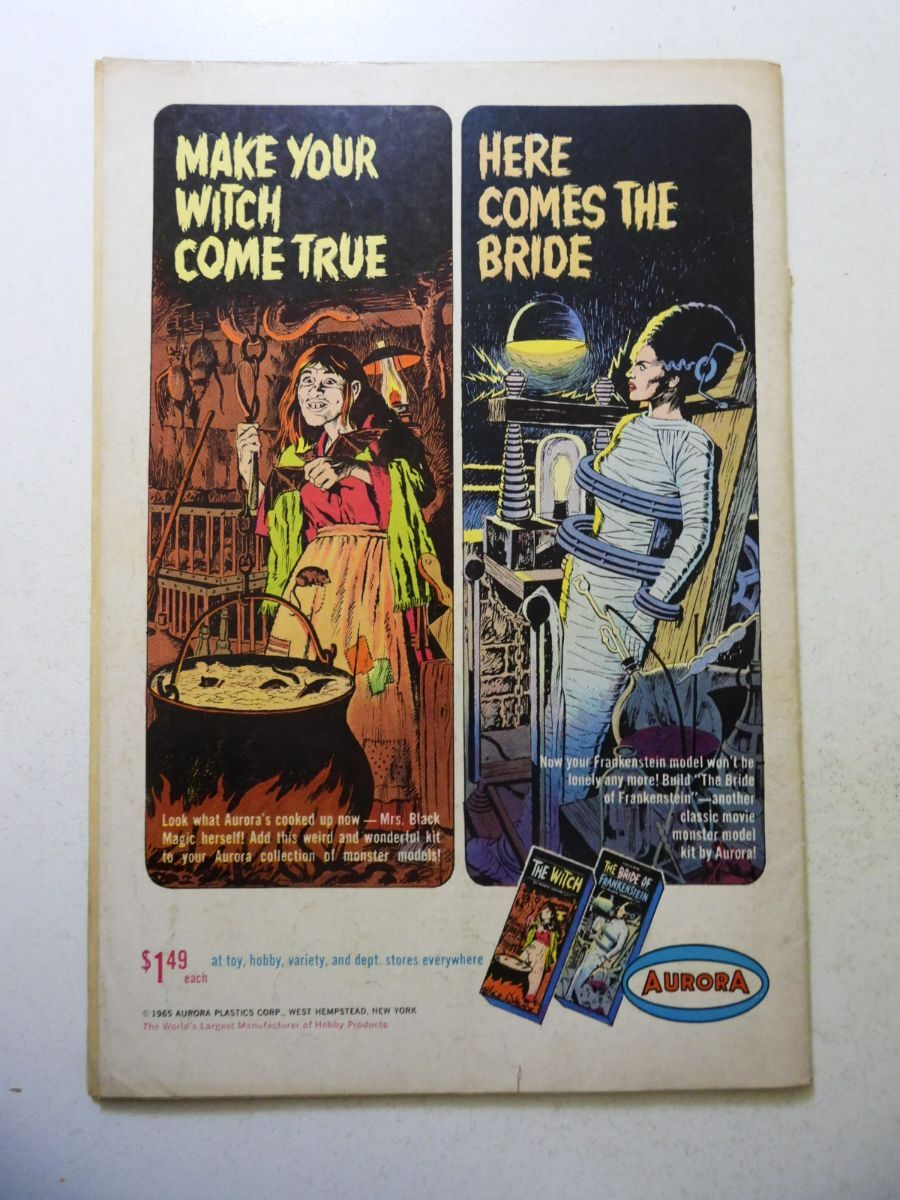 MAKE YOUR
WITCH
COME TRUE
Look what Aurora's cooked up now — Mrs. Black
Magic herself! Add this weird and wonderful kit
to your Aurora collection of monster models!
HERE
COMES THE
BRIDE
Now your Frankenstein model won't be
lonely any more! Build "The Bride
of Frankenstein"—another
classic movie
monster model
kit by Aurora!
THE WITCH
THE BRIDE OF
FRANKENSTEIN
$1 49
each
at toy, hobby, variety, and dept. stores everywhere
AURORA
© 1965 AURORA PLASTICS CORP., WEST HEMPSTEAD, NEW YORK
The World's Largest Manufacturer of Hobby Products